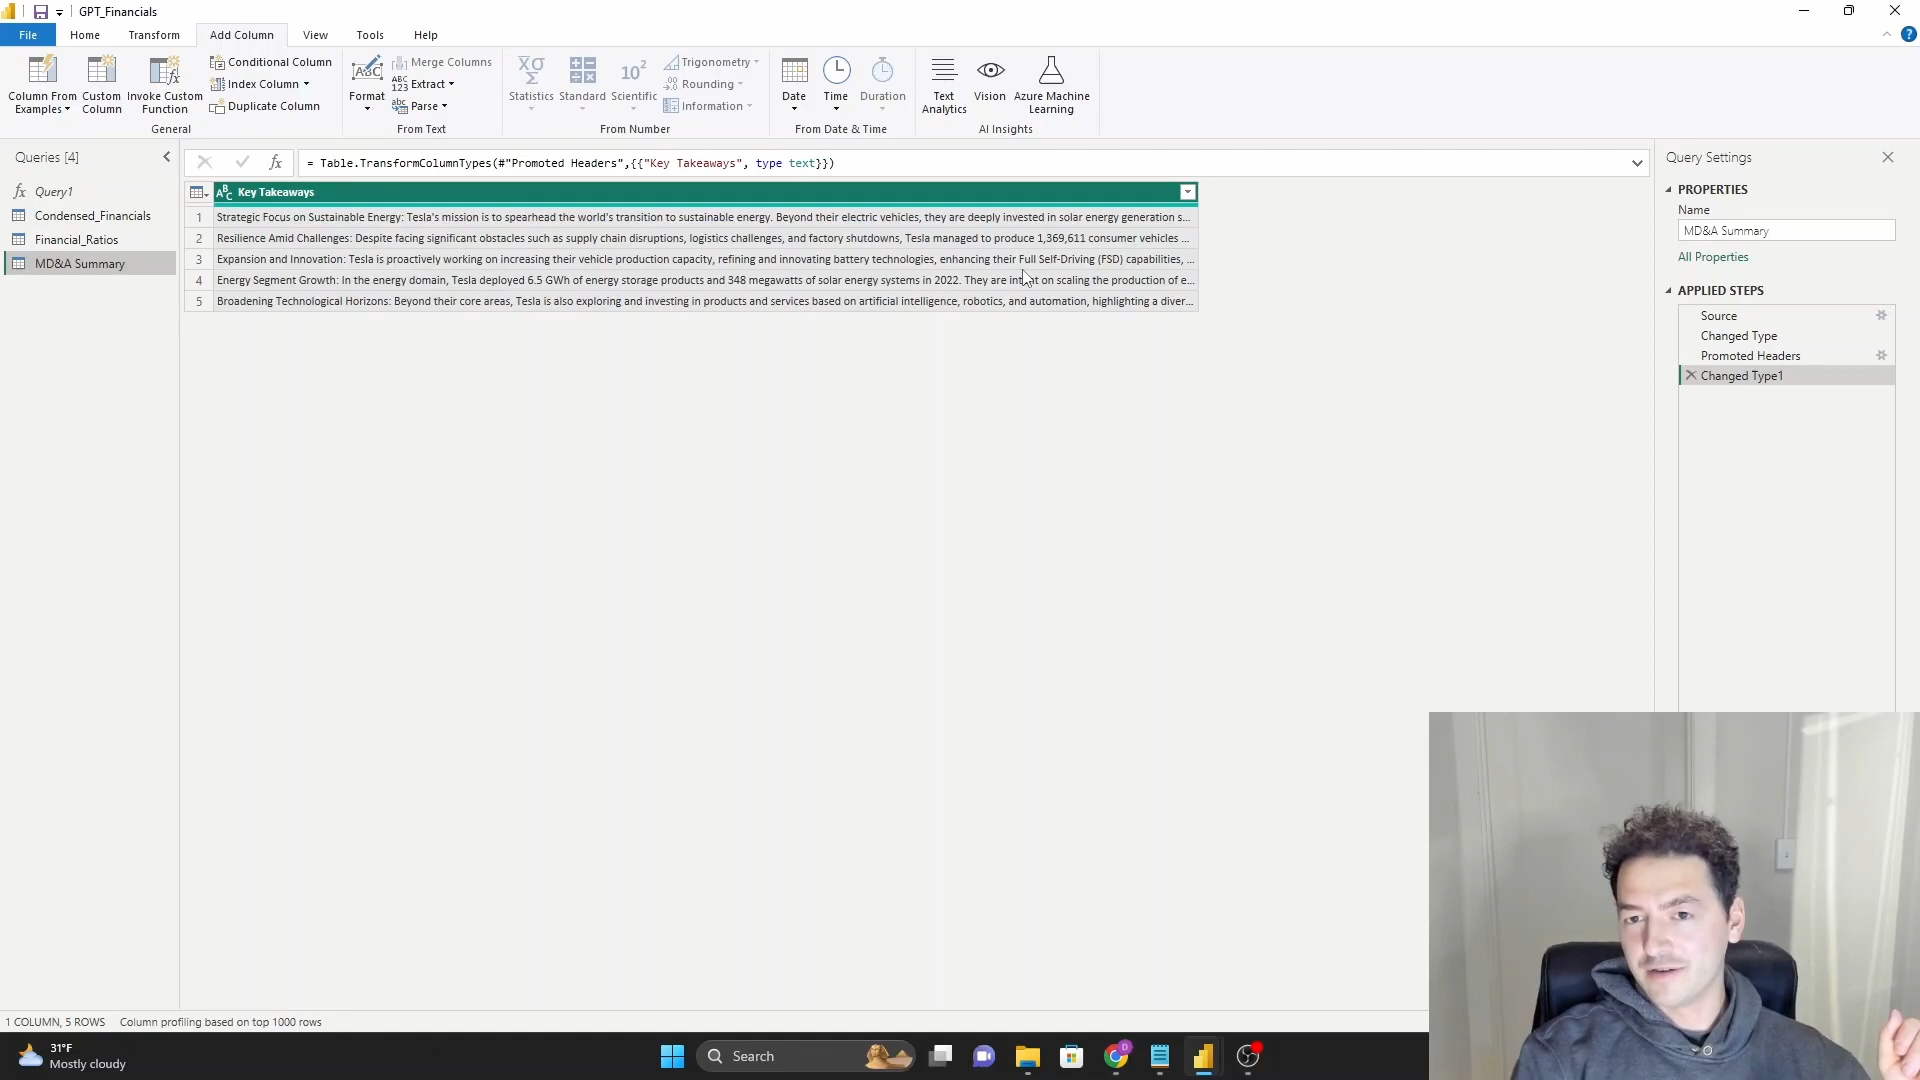 GPT_Financials
File Home Transform Add Column View Tools Help
Column From Examples
Custom Column
Invoke Custom Function
Conditional Column
Index Column
Duplicate Column
General
Format
Merge Columns
Extract
Parse
From Text
Statistics
Standard
Scientific
Trigonometry
Rounding
Information
From Number
Date
Time
Duration
From Date & Time
Text Analytics
Vision
Azure Machine Learning
AI Insights
Queries [4]
Query1
Condensed_Financials
Financial_Ratios
MD&A Summary
= Table.TransformColumnTypes(#"Promoted Headers",{{"Key Takeaways", type text}})
Key Takeaways
1 Strategic Focus on Sustainable Energy: Tesla's mission is to spearhead the world's transition to sustainable energy. Beyond their electric vehicles, they are deeply invested in solar energy generation s...
2 Resilience Amid Challenges: Despite facing significant obstacles such as supply chain disruptions, logistics challenges, and factory shutdowns, Tesla managed to produce 1,369,611 consumer vehicles ...
3 Expansion and Innovation: Tesla is proactively working on increasing their vehicle production capacity, refining and innovating battery technologies, enhancing their Full Self-Driving (FSD) capabilities, ...
4 Energy Segment Growth: In the energy domain, Tesla deployed 6.5 GWh of energy storage products and 348 megawatts of solar energy systems in 2022. They are intent on scaling the production of e...
5 Broadening Technological Horizons: Beyond their core areas, Tesla is also exploring and investing in products and services based on artificial intelligence, robotics, and automation, highlighting a diver...
Query Settings
PROPERTIES
Name
MD&A Summary
All Properties
APPLIED STEPS
Source
Changed Type
Promoted Headers
Changed Type1
1 COLUMN, 5 ROWS Column profiling based on top 1000 rows
31°F
Mostly cloudy
Search